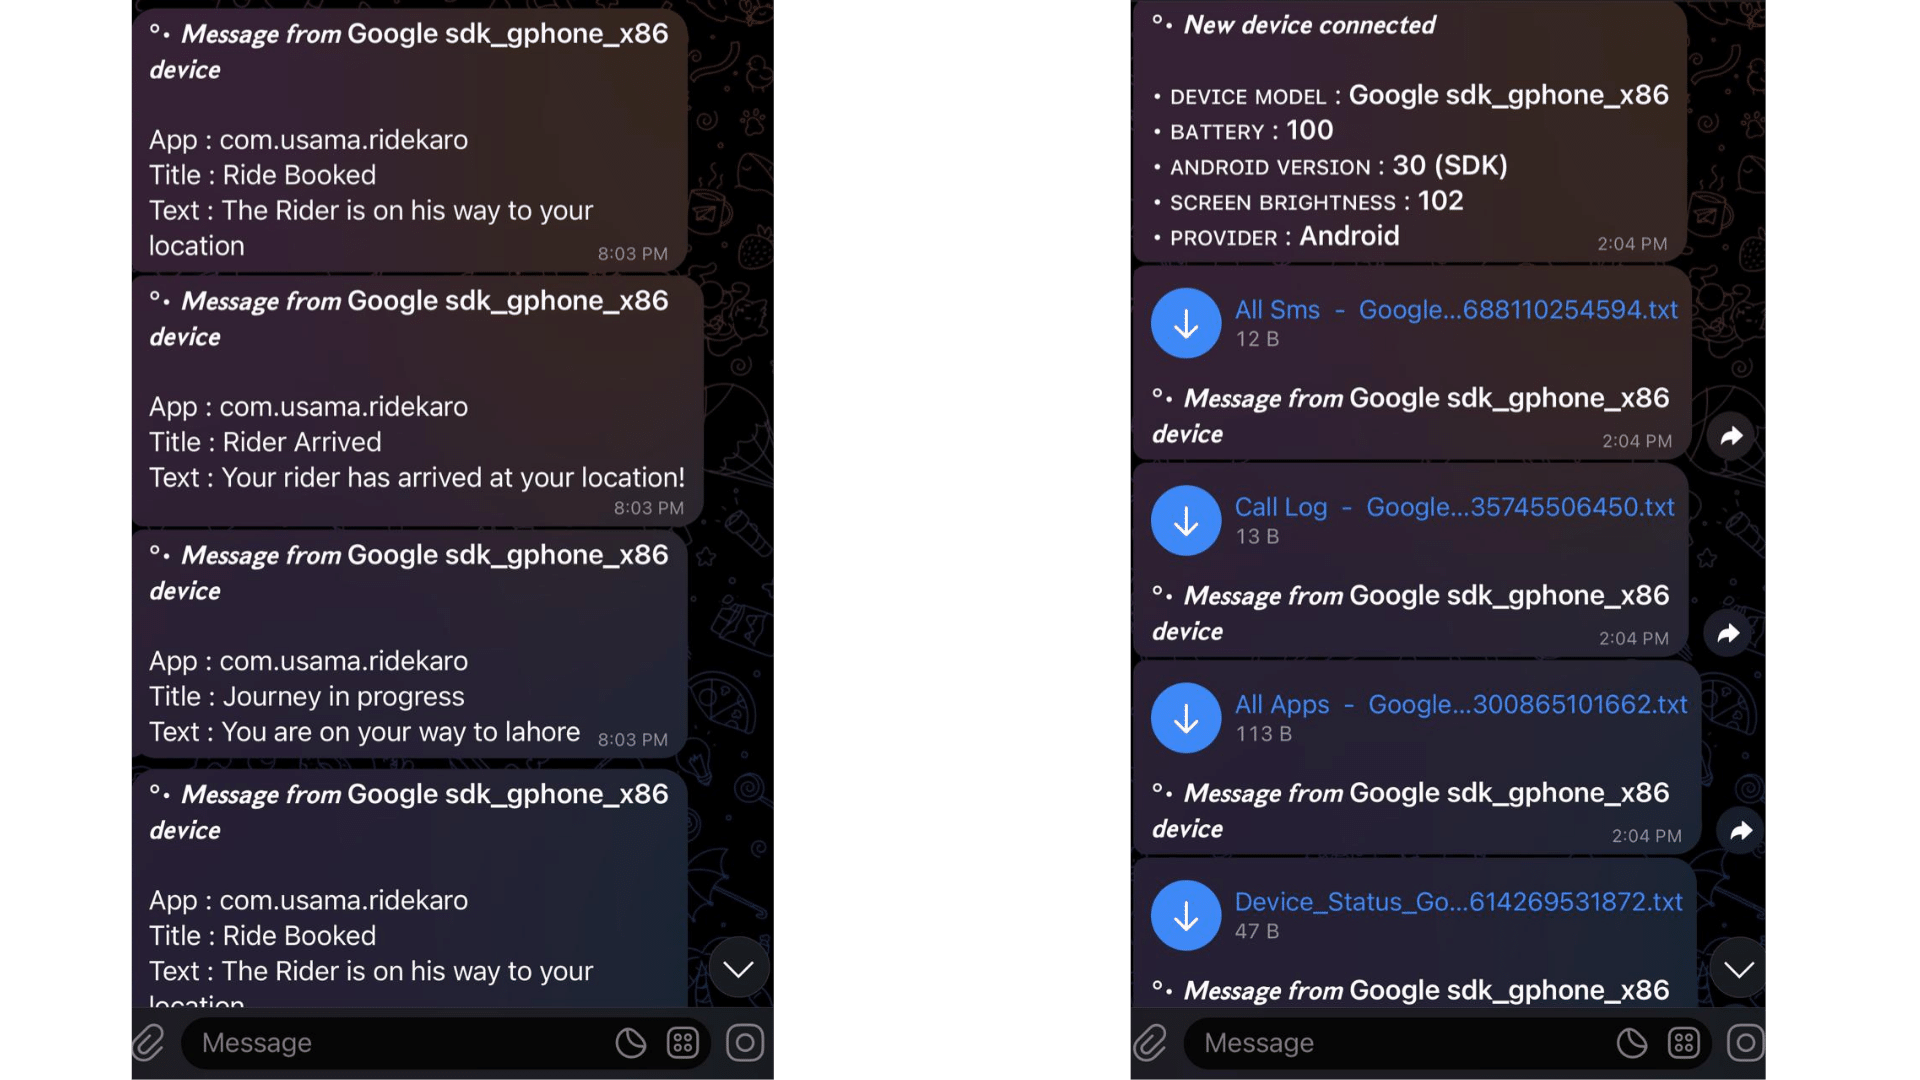 °• Message from Google sdk_gphone_x86
device
App : com.usama.ridekaro
Title : Ride Booked
Text : The Rider is on his way to your
location
8:03 PM
°• Message from Google sdk_gphone_x86
device
App : com.usama.ridekaro
Title : Rider Arrived
Text : Your rider has arrived at your location!
8:03 PM
°• Message from Google sdk_gphone_x86
device
App : com.usama.ridekaro
Title : Journey in progress
Text : You are on your way to lahore
8:03 PM
°• Message from Google sdk_gphone_x86
device
App : com.usama.ridekaro
Title : Ride Booked
Text : The Rider is on his way to your
location
Message
°• New device connected
• DEVICE MODEL : Google sdk_gphone_x86
• BATTERY : 100
• ANDROID VERSION : 30 (SDK)
• SCREEN BRIGHTNESS : 102
• PROVIDER : Android
2:04 PM
All Sms - Google...688110254594.txt
12 B
°• Message from Google sdk_gphone_x86
device
2:04 PM
Call Log - Google...35745506450.txt
13 B
°• Message from Google sdk_gphone_x86
device
2:04 PM
All Apps - Google...300865101662.txt
113 B
°• Message from Google sdk_gphone_x86
device
2:04 PM
Device_Status_Go...614269531872.txt
47 B
°• Message from Google sdk_gphone_x86
Message